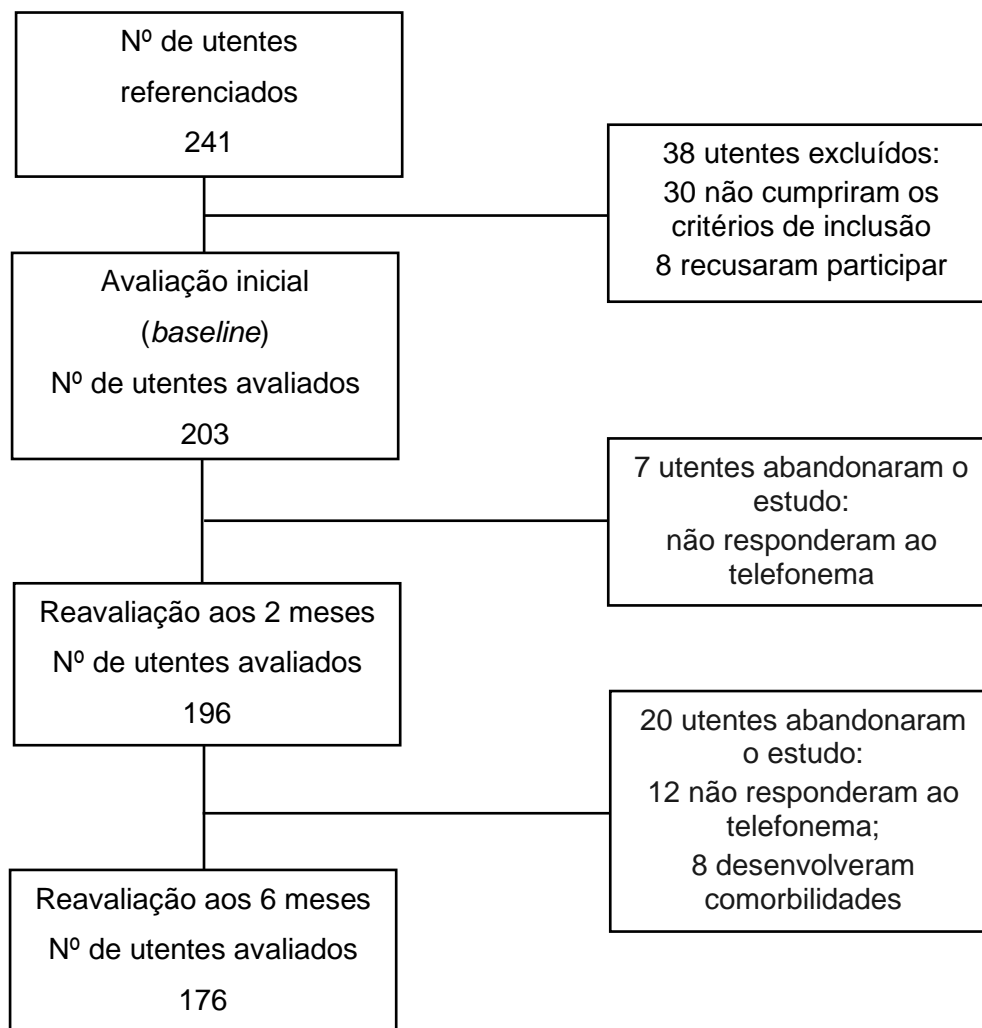 Nº de utentes
referenciados
241
38 utentes excluídos:
30 não cumpriram os
critérios de inclusão
8 recusaram participar
Avaliação inicial
(baseline)
Nº de utentes avaliados
203
7 utentes abandonaram o
estudo:
não responderam ao
telefonema
Reavaliação aos 2 meses
Nº de utentes avaliados
196
20 utentes abandonaram
o estudo:
12 não responderam ao
telefonema;
8 desenvolveram
comorbilidades
Reavaliação aos 6 meses
Nº de utentes avaliados
176